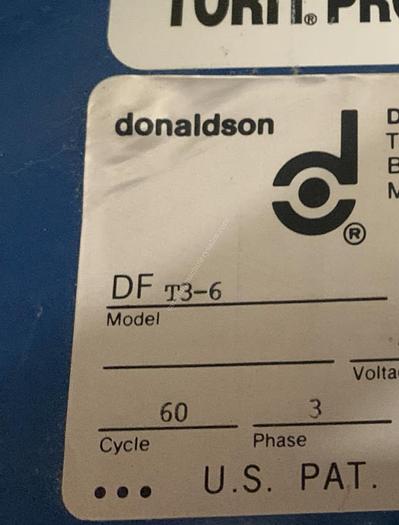 TORIT® PR
donaldson
D
T
B
M
®
DF T3-6
Model
Volta
60 3
Cycle Phase
... U.S. PAT.